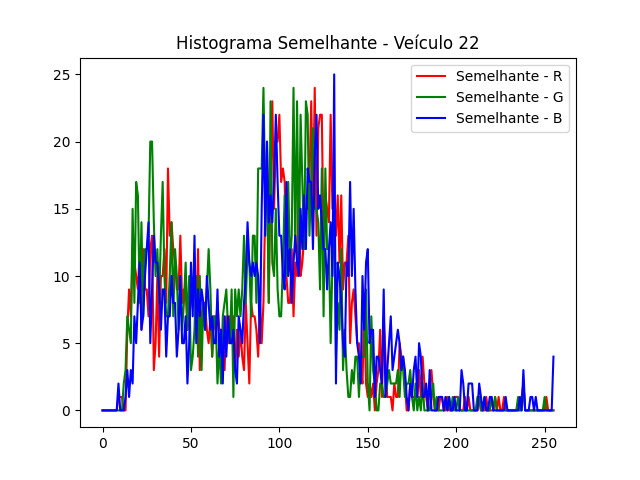 Histograma Semelhante - Veículo 22
Semelhante - R
Semelhante - G
Semelhante - B
25
20
15
10
5
0
0 50 100 150 200 250